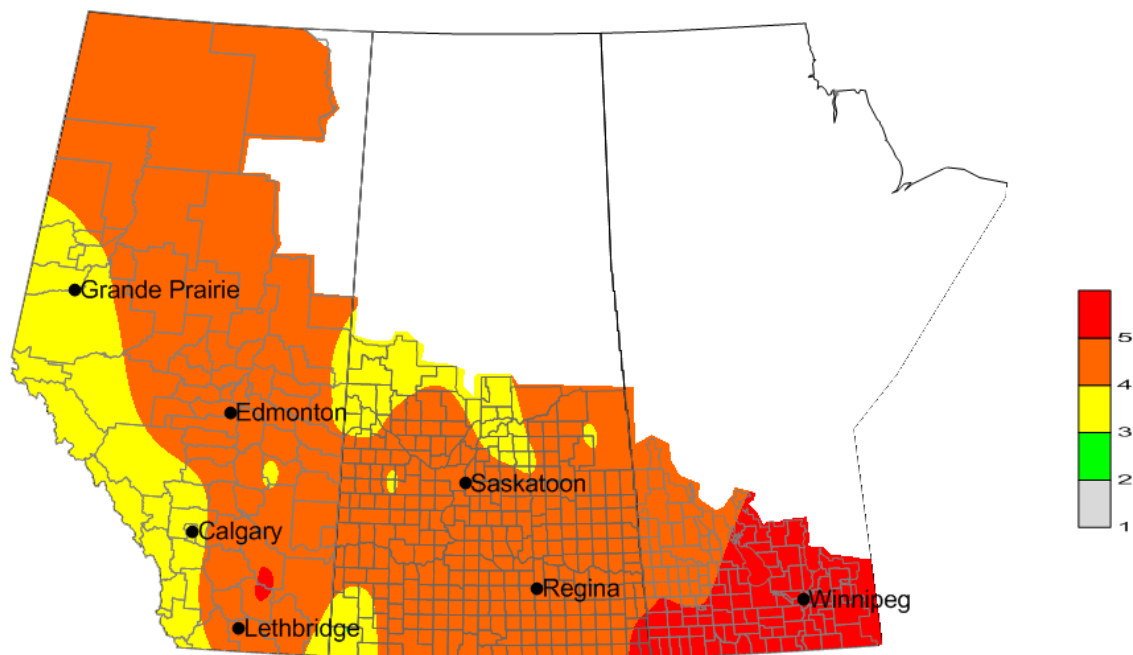 Grande Prairie
Edmonton
Saskatoon
Calgary
Regina
Winnipeg
Lethbridge
5
4
3
2
1